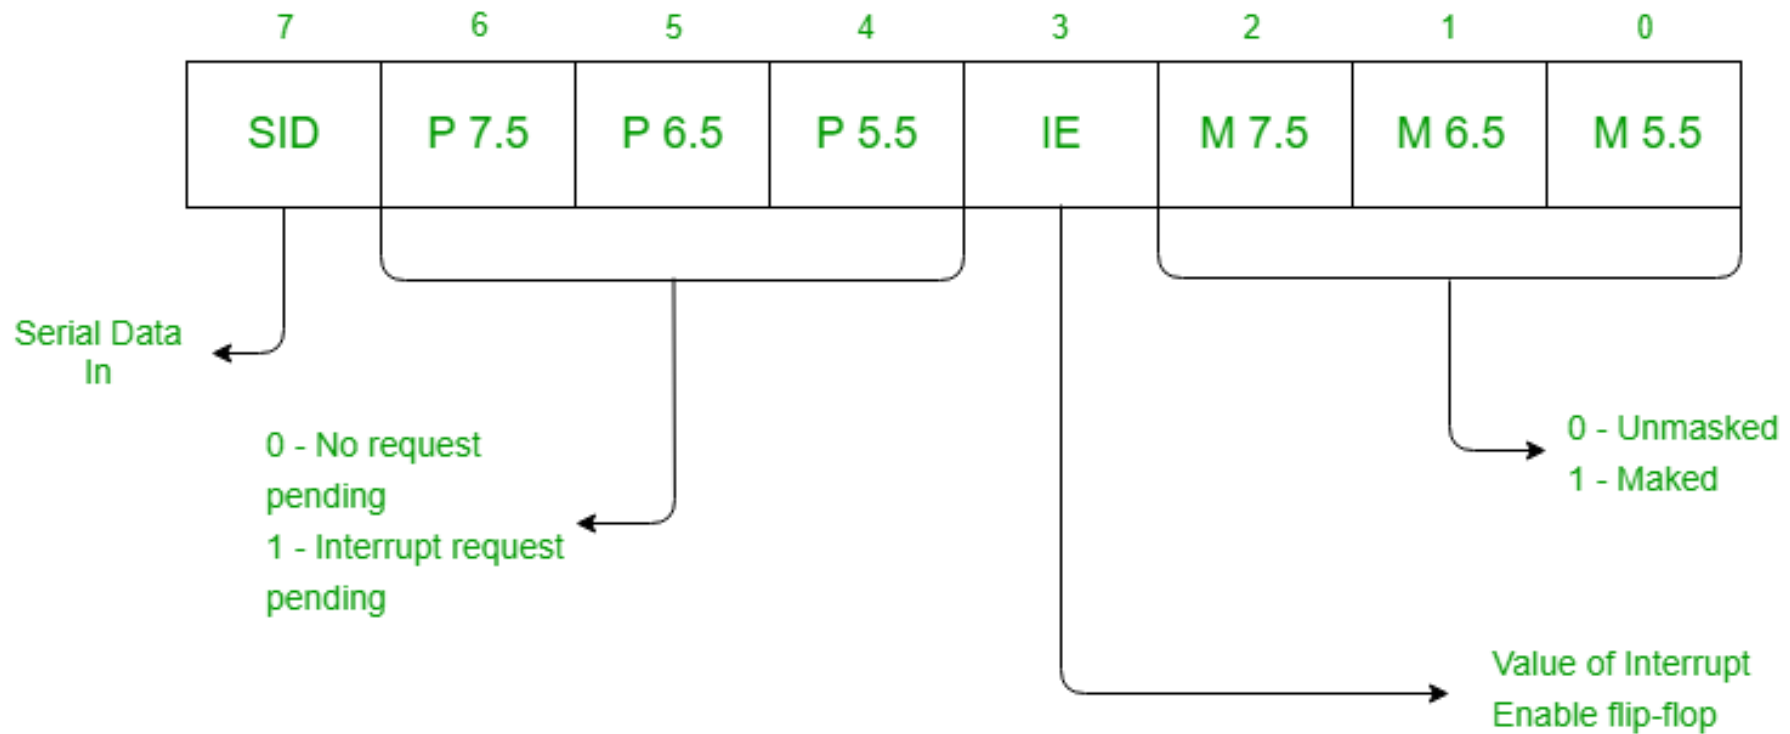 7 6 5 4 3 2 1 0
SID P 7.5 P 6.5 P 5.5 IE M 7.5 M 6.5 M 5.5
Serial Data
In
0 - No request
pending
1 - Interrupt request
pending
0 - Unmasked
1 - Maked
Value of Interrupt
Enable flip-flop